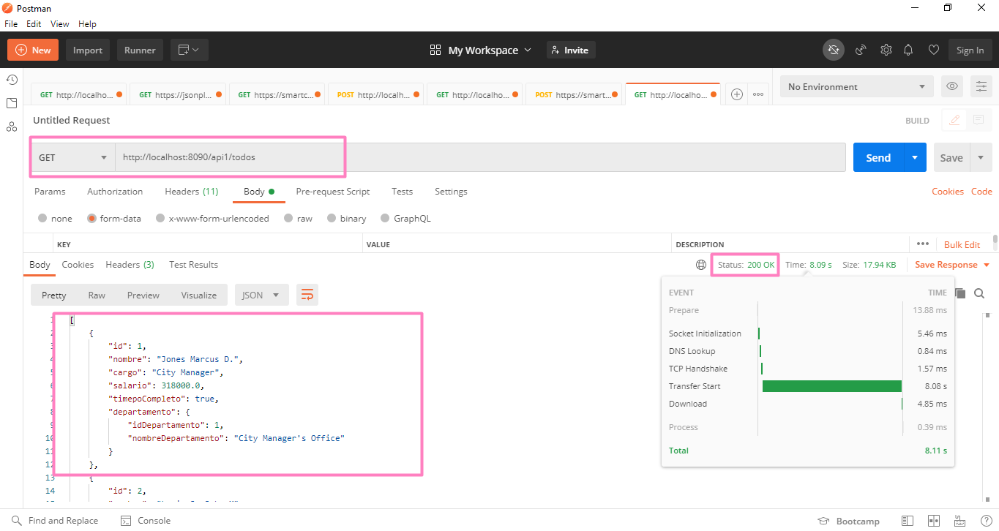 Postman
File Edit View Help
New Import Runner My Workspace Invite Sign In
GET http://localho... GET https://jsonpl... GET https://smartc... POST http://localh... GET http://localho... POST https://smart... GET http://localho... No Environment
Untitled Request BUILD
GET http://localhost:8090/api1/todos Send Save
Params Authorization Headers (11) Body Pre-request Script Tests Settings Cookies Code
none form-data x-www-form-urlencoded raw binary GraphQL
KEY VALUE DESCRIPTION Bulk Edit
Body Cookies Headers (3) Test Results Status: 200 OK Time: 8.09 s Size: 17.94 KB Save Response
Pretty Raw Preview Visualize JSON
EVENT TIME
Prepare 13.88 ms
Socket Initialization 5.46 ms
DNS Lookup 0.84 ms
TCP Handshake 1.57 ms
Transfer Start 8.08 s
Download 4.85 ms
Process 0.39 ms
Total 8.11 s
1 [
2 {
3 "id": 1,
4 "nombre": "Jones Marcus D.",
5 "cargo": "City Manager",
6 "salario": 318000.0,
7 "timepoCompleto": true,
8 "departamento": {
9 "idDepartamento": 1,
10 "nombreDepartamento": "City Manager's Office"
11 }
12 },
13 {
14 "id": 2,
Find and Replace Console Bootcamp